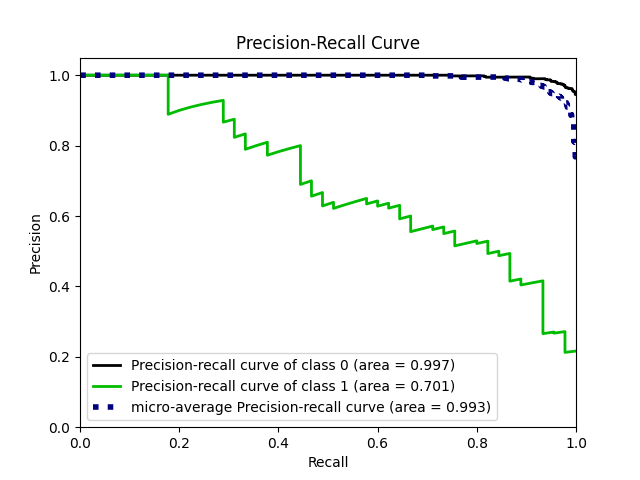 Precision-Recall Curve
1.0
0.8
0.6
0.4
0.2
0.0
Precision
Precision-recall curve of class 0 (area = 0.997)
Precision-recall curve of class 1 (area = 0.701)
micro-average Precision-recall curve (area = 0.993)
0.0 0.2 0.4 0.6 0.8 1.0
Recall